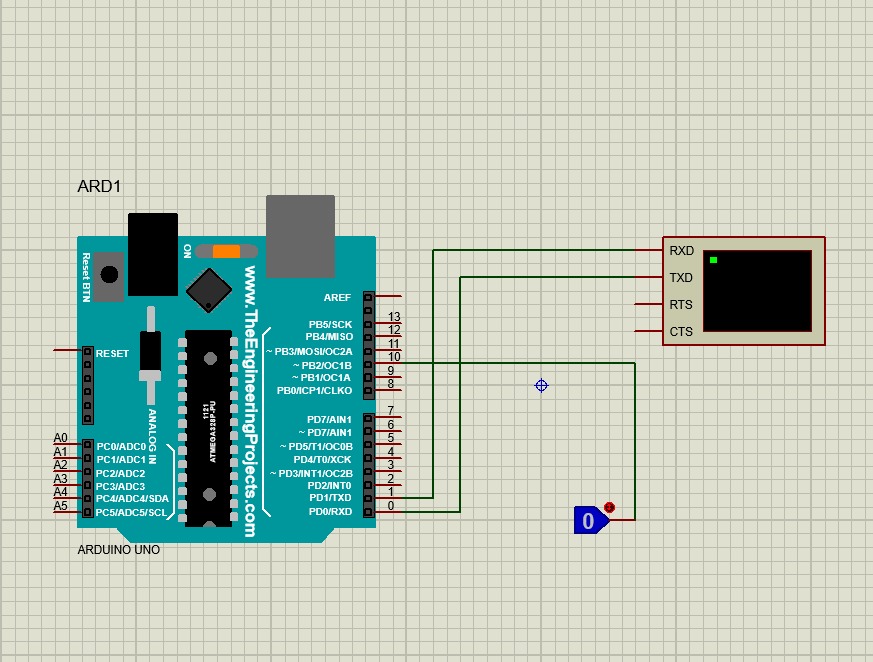 ARD1
ON
Reset BTN
www.TheEngineeringProjects.com
RESET
ANALOG IN
1121
ATMEGA328P-PU
A0 PC0/ADC0
A1 PC1/ADC1
A2 PC2/ADC2
A3 PC3/ADC3
A4 PC4/ADC4/SDA
A5 PC5/ADC5/SCL
AREF
PB5/SCK 13
PB4/MISO 12
~ PB3/MOSI/OC2A 11
~ PB2/OC1B 10
~ PB1/OC1A 9
PB0/ICP1/CLKO 8
PD7/AIN1 7
~ PD7/AIN1 6
~ PD5/T1/OC0B 5
PD4/T0/XCK 4
~ PD3/INT1/OC2B 3
PD2/INT0 2
PD1/TXD 1
PD0/RXD 0
ARDUINO UNO
RXD
TXD
RTS
CTS
0